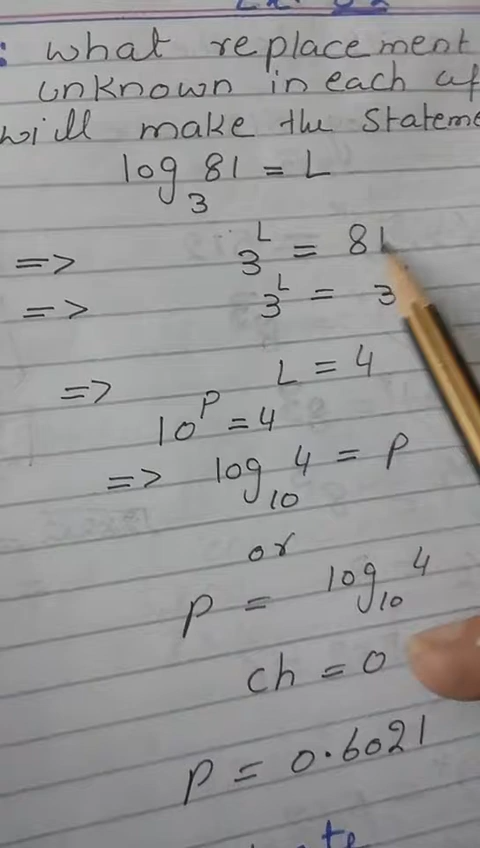 : what replacement
unknown in each of
will make the Stateme
log₃ 81 = L
=> 3^L = 81
=> 3^L = 3
=> L = 4
10^P = 4
=> log₁₀ 4 = P
or
P = log₁₀ 4
ch = 0
P = 0.6021